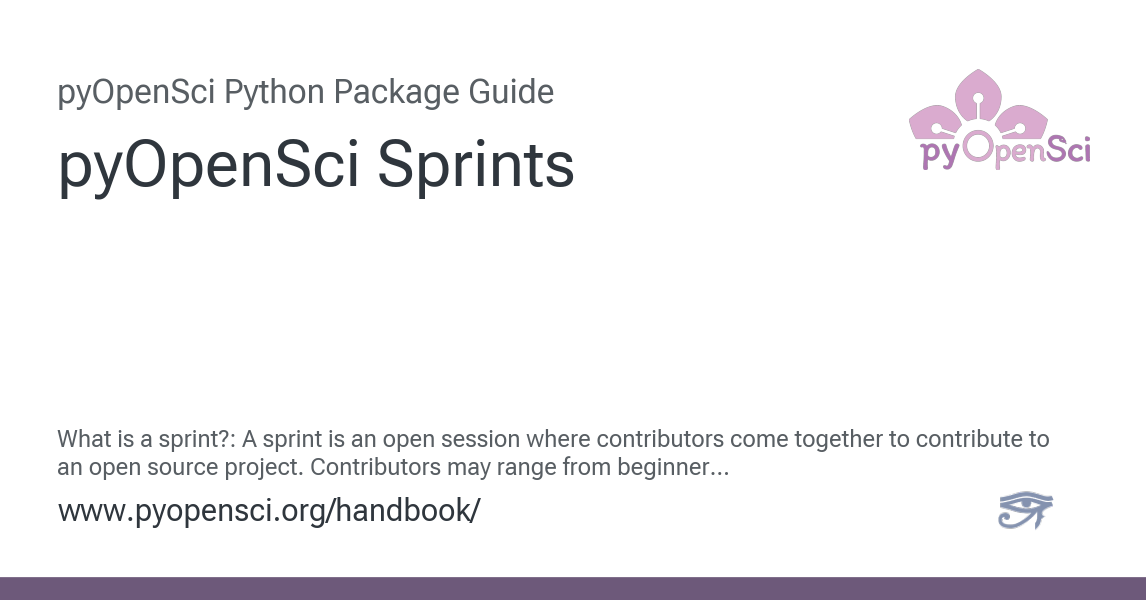 pyOpenSci Python Package Guide
pyOpenSci Sprints
pyOpenSci
What is a sprint?: A sprint is an open session where contributors come together to contribute to
an open source project. Contributors may range from beginner...
www.pyopensci.org/handbook/